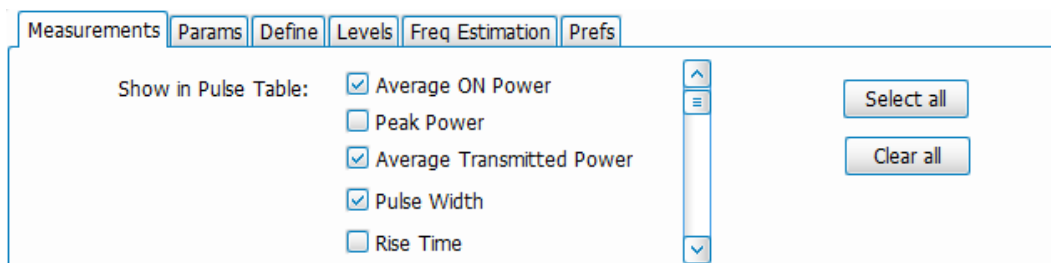 Measurements Params Define Levels Freq Estimation Prefs
Show in Pulse Table: Average ON Power
Peak Power
Average Transmitted Power
Pulse Width
Rise Time
Select all
Clear all